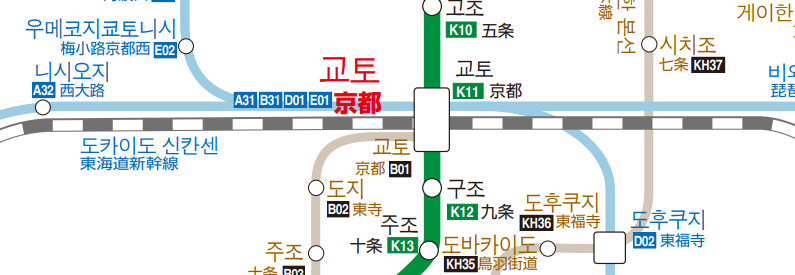 고조
K10 五条
우메코지쿄토니시
梅小路京都西 E02
니시오지
A32 西大路
교토
A31 B31 D01 E01 京都
교토
K11 京都
시치조
七条 KH37
게이한
본선
도카이도 신칸센
東海道新幹線
교토
京都 B01
도지
B02 東寺
구조
K12 九条
주조
十条 K13
도후쿠지
KH36 東福寺
도후쿠지
D02 東福寺
도바카이도
KH35 鳥羽街道
주조
十条 B03